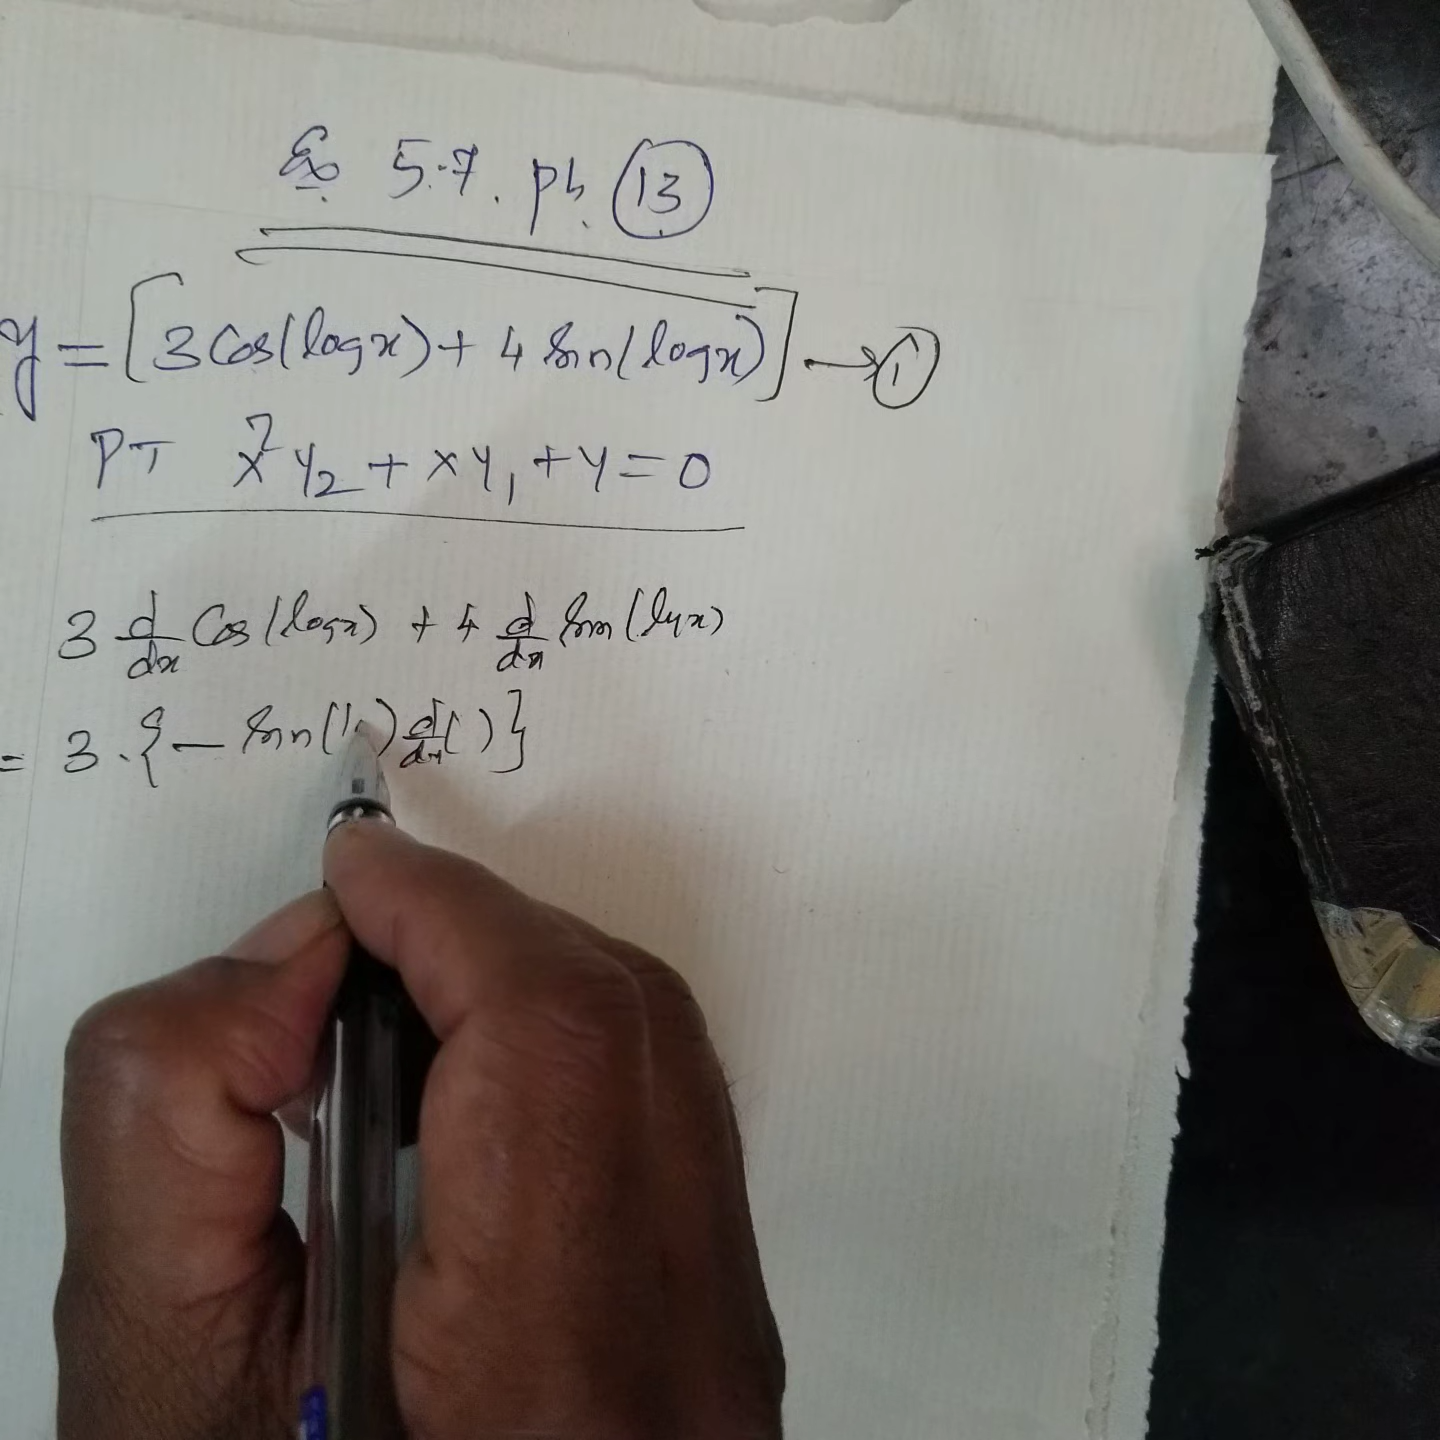 Ex 5.7. pb. 13
y = [3 Cos(log x) + 4 Sin(log x)] → 1
PT x² y₂ + x y₁ + y = 0
3 d/dx Cos(log x) + 4 d/dx Sin(log x)
= 3 · {− Sin(lo ) d/dx ( )}